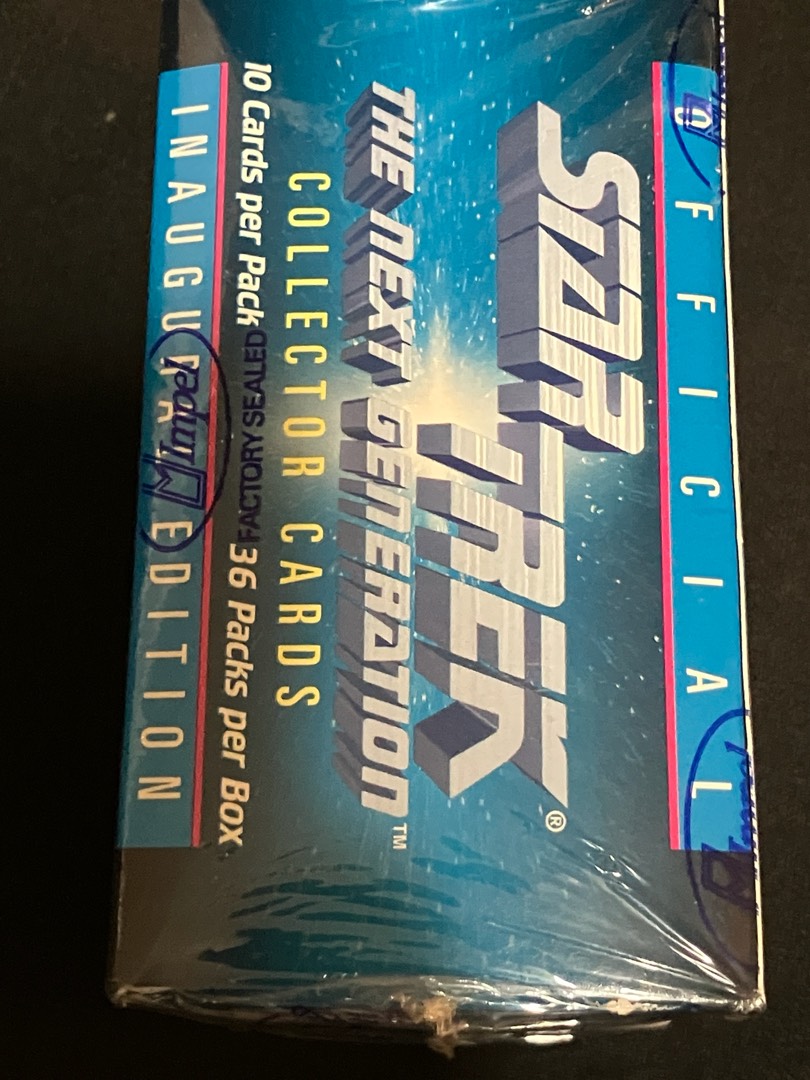 OFFICIAL
STAR TREK®
THE NEXT GENERATION™
COLLECTOR CARDS
10 Cards per Pack 36 Packs per Box
FACTORY SEALED
Impel
INAUGURAL EDITION
Impel